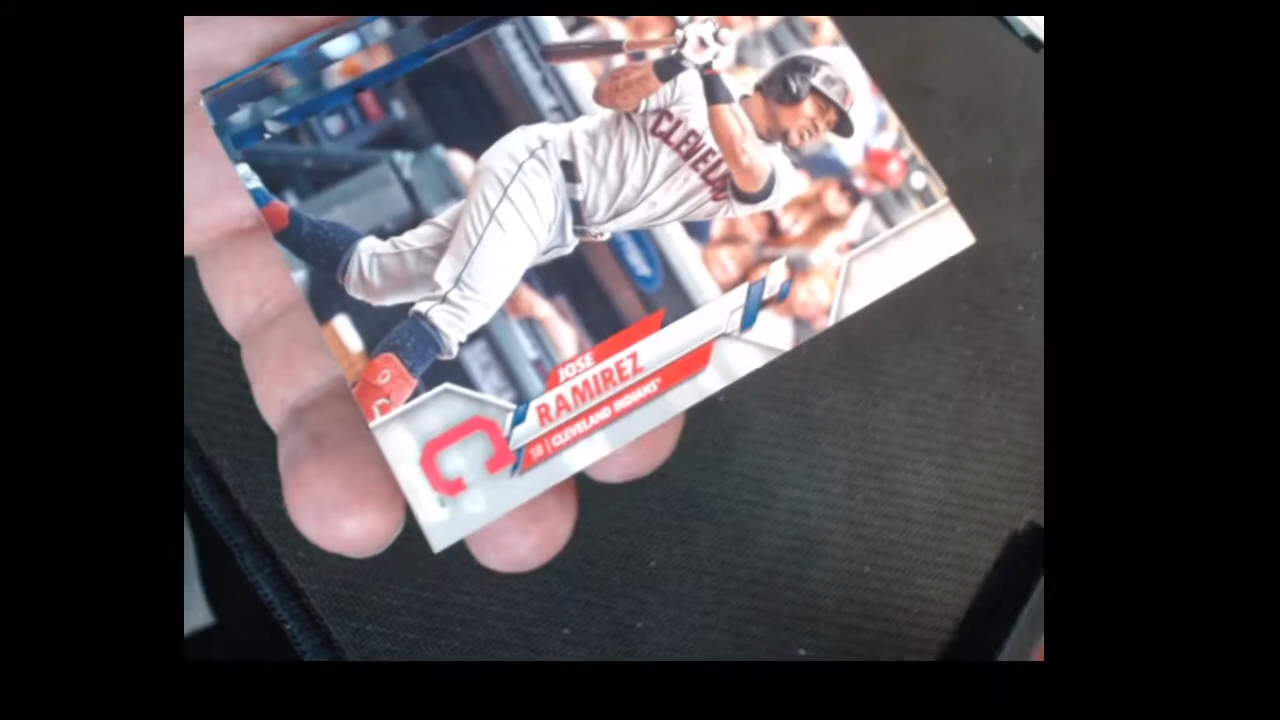 CLEVELAND
JOSE
RAMIREZ
3B | CLEVELAND INDIANS
C